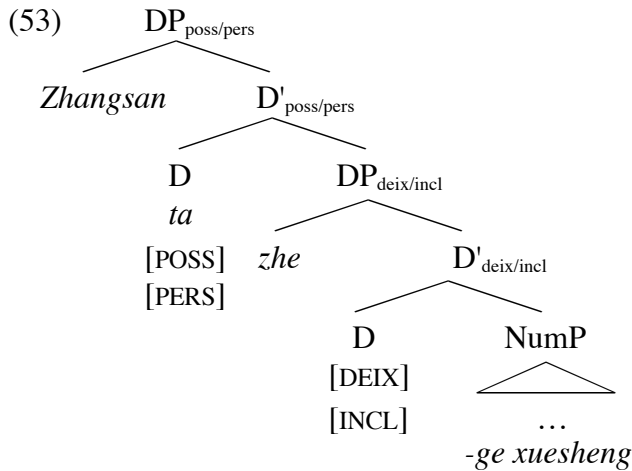 (53) DPposs/pers
Zhangsan D'poss/pers
D DPdeix/incl
ta
[POSS] zhe D'deix/incl
[PERS]
D NumP
[DEIX]
[INCL] …
-ge xuesheng